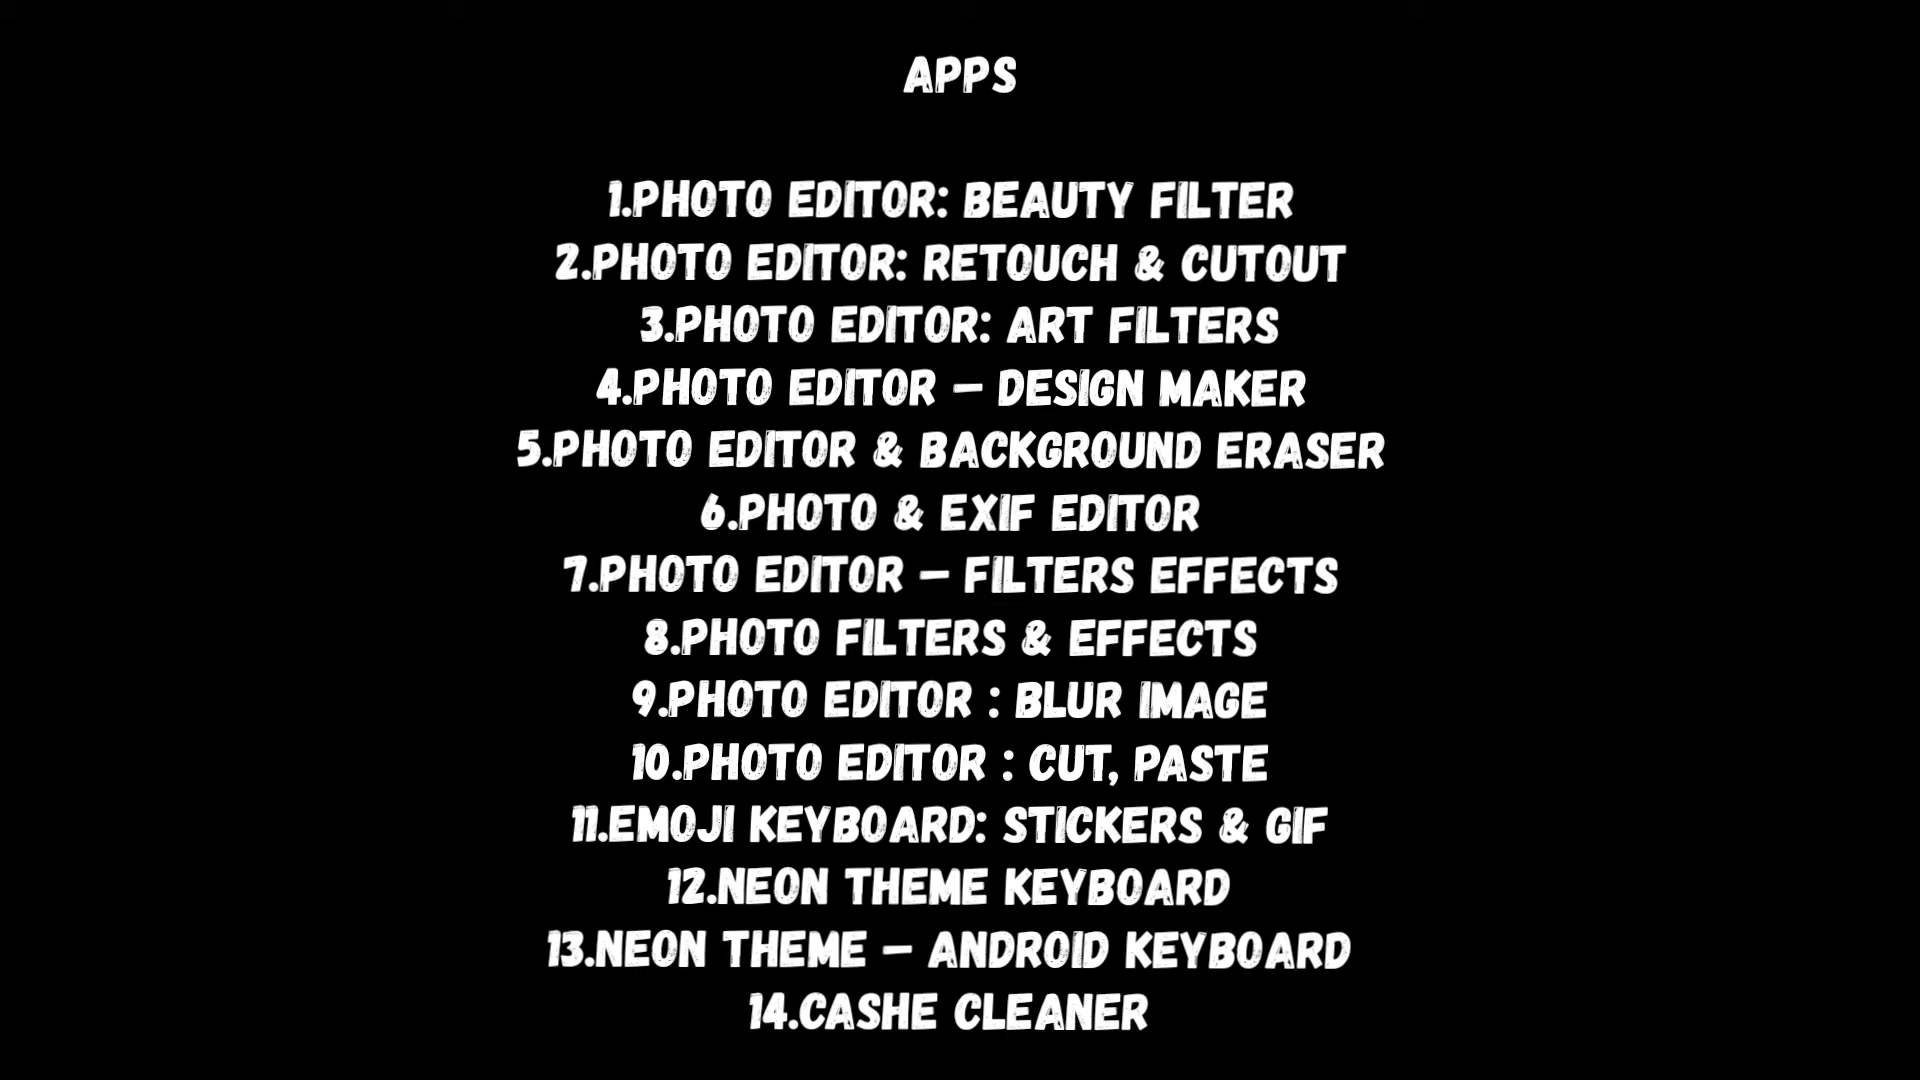 APPS
1.PHOTO EDITOR: BEAUTY FILTER
2.PHOTO EDITOR: RETOUCH & CUTOUT
3.PHOTO EDITOR: ART FILTERS
4.PHOTO EDITOR – DESIGN MAKER
5.PHOTO EDITOR & BACKGROUND ERASER
6.PHOTO & EXIF EDITOR
7.PHOTO EDITOR – FILTERS EFFECTS
8.PHOTO FILTERS & EFFECTS
9.PHOTO EDITOR : BLUR IMAGE
10.PHOTO EDITOR : CUT, PASTE
11.EMOJI KEYBOARD: STICKERS & GIF
12.NEON THEME KEYBOARD
13.NEON THEME – ANDROID KEYBOARD
14.CASHE CLEANER